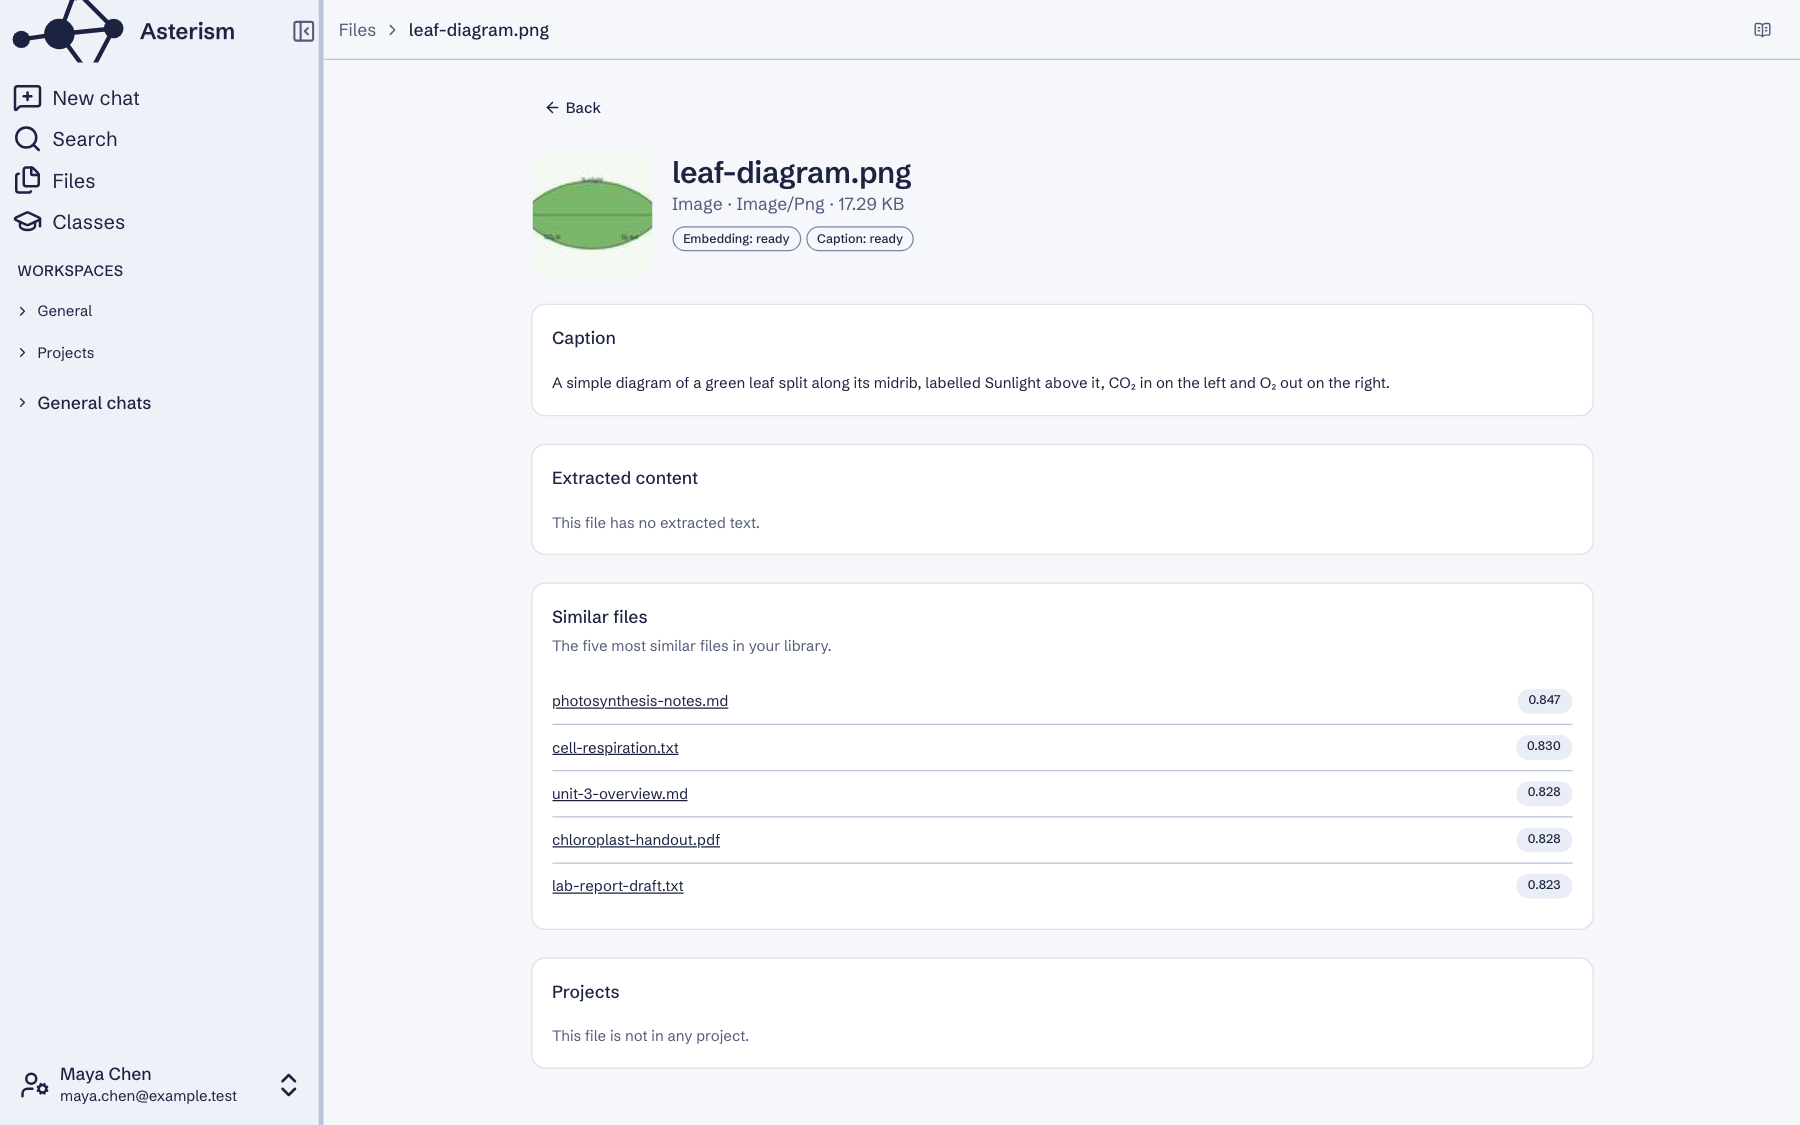 Asterism
New chat
Search
Files
Classes
WORKSPACES
General
Projects
General chats
Maya Chen
maya.chen@example.test
Files > leaf-diagram.png
← Back
leaf-diagram.png
Image · Image/Png · 17.29 KB
Embedding: ready
Caption: ready
Caption
A simple diagram of a green leaf split along its midrib, labelled Sunlight above it, CO₂ in on the left and O₂ out on the right.
Extracted content
This file has no extracted text.
Similar files
The five most similar files in your library.
photosynthesis-notes.md 0.847
cell-respiration.txt 0.830
unit-3-overview.md 0.828
chloroplast-handout.pdf 0.828
lab-report-draft.txt 0.823
Projects
This file is not in any project.